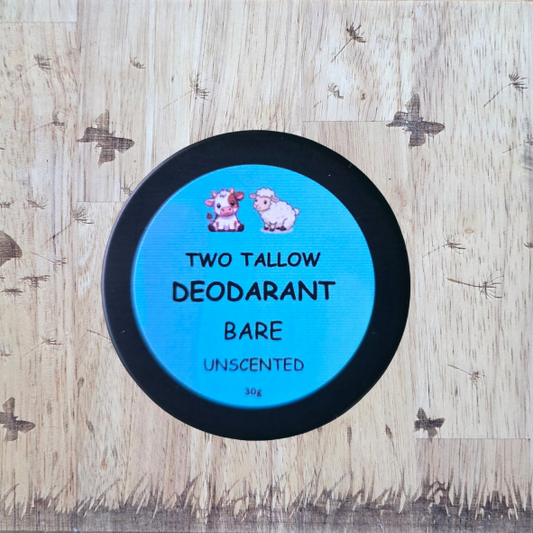 TWO TALLOW
DEODARANT
BARE
UNSCENTED
30g